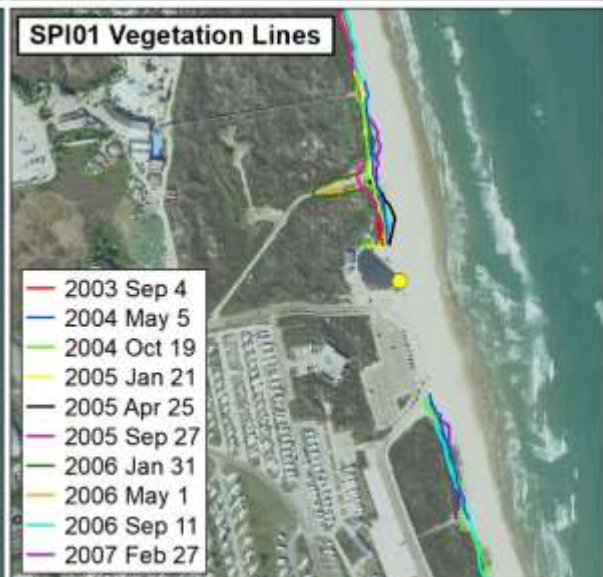 SPI01 Vegetation Lines
2003 Sep 4
2004 May 5
2004 Oct 19
2005 Jan 21
2005 Apr 25
2005 Sep 27
2006 Jan 31
2006 May 1
2006 Sep 11
2007 Feb 27